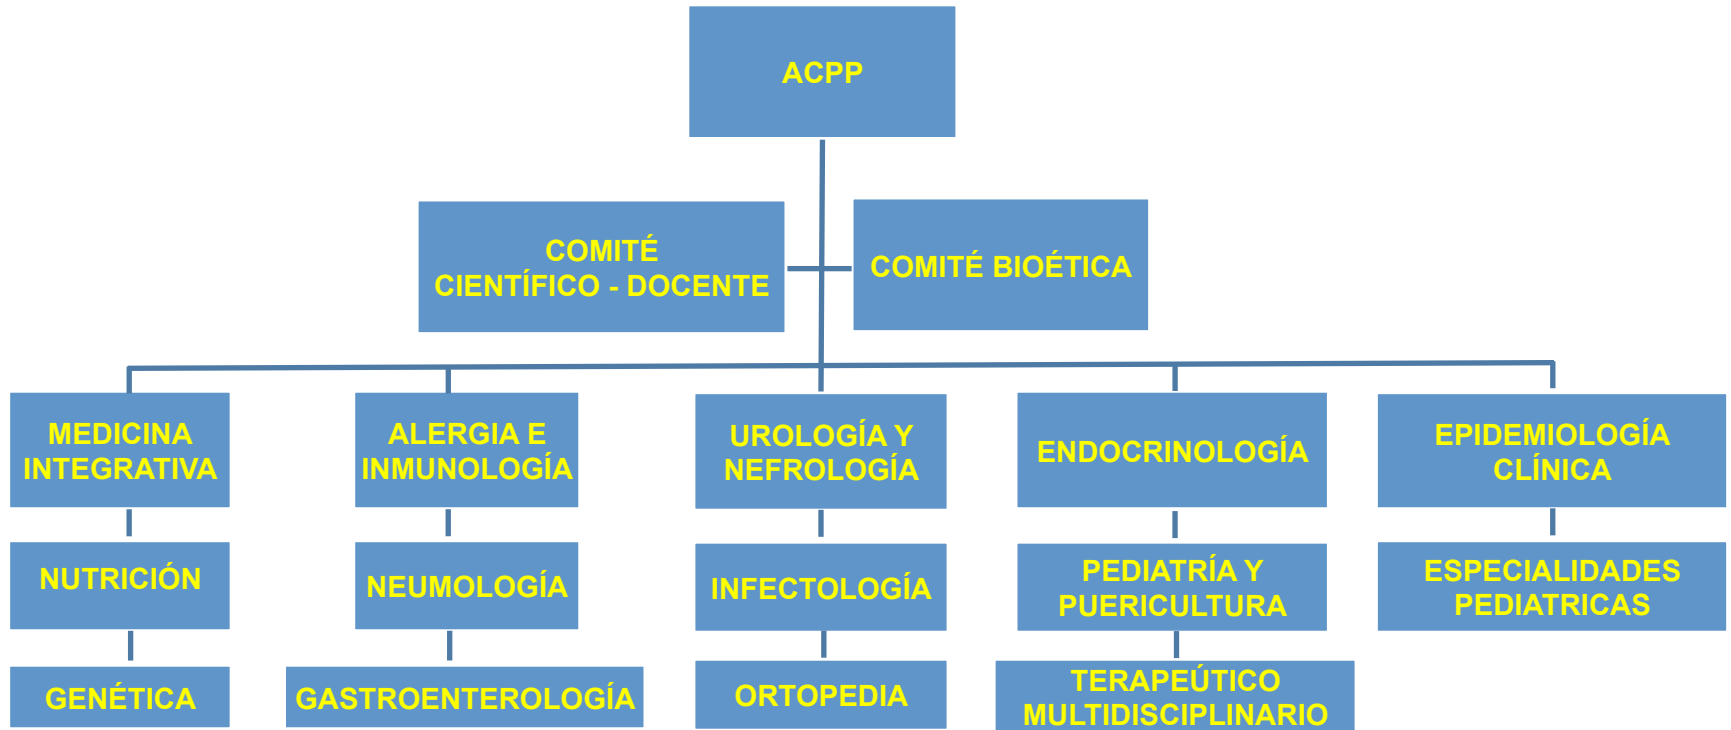 ACPP
COMITÉ
CIENTÍFICO - DOCENTE
COMITÉ BIOÉTICA
MEDICINA
INTEGRATIVA
ALERGIA E
INMUNOLOGÍA
UROLOGÍA Y
NEFROLOGÍA
ENDOCRINOLOGÍA
EPIDEMIOLOGÍA
CLÍNICA
NUTRICIÓN
NEUMOLOGÍA
INFECTOLOGÍA
PEDIATRÍA Y
PUERICULTURA
ESPECIALIDADES
PEDIATRICAS
GENÉTICA
GASTROENTEROLOGÍA
ORTOPEDIA
TERAPEÚTICO
MULTIDISCIPLINARIO